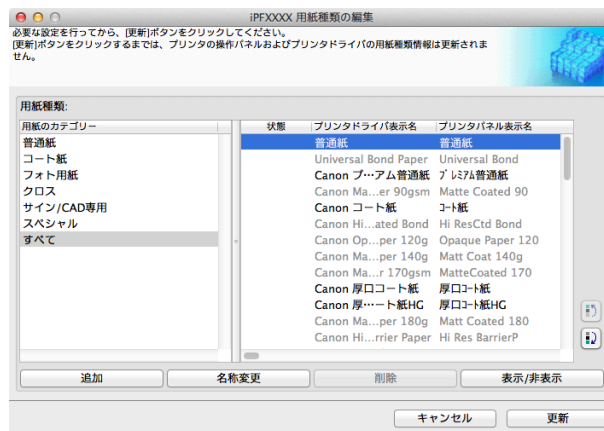 iPFXXXX 用紙種類の編集
必要な設定を行ってから、[更新]ボタンをクリックしてください。
[更新]ボタンをクリックするまでは、プリンタの操作パネルおよびプリンタドライバの用紙種類情報は更新されま
せん。
用紙種類:
用紙のカテゴリー 状態 プリンタドライバ表示名 プリンタパネル表示名
普通紙 普通紙 普通紙
コート紙 Universal Bond Paper Universal Bond
フォト用紙 Canon プ…アム普通紙 プレミアム普通紙
クロス Canon Ma…er 90gsm Matte Coated 90
サイン/CAD専用 Canon コート紙 コート紙
スペシャル Canon Hi…ated Bond Hi ResCtd Bond
すべて Canon Op…per 120g Opaque Paper 120
Canon Ma…per 140g Matt Coat 140g
Canon Ma…r 170gsm MatteCoated 170
Canon 厚口コート紙 厚口コート紙
Canon 厚…ート紙HG 厚口コート紙HG
Canon Ma…per 180g Matt Coated 180
Canon Hi…rrier Paper Hi Res BarrierP
追加 名称変更 削除 表示/非表示
キャンセル 更新